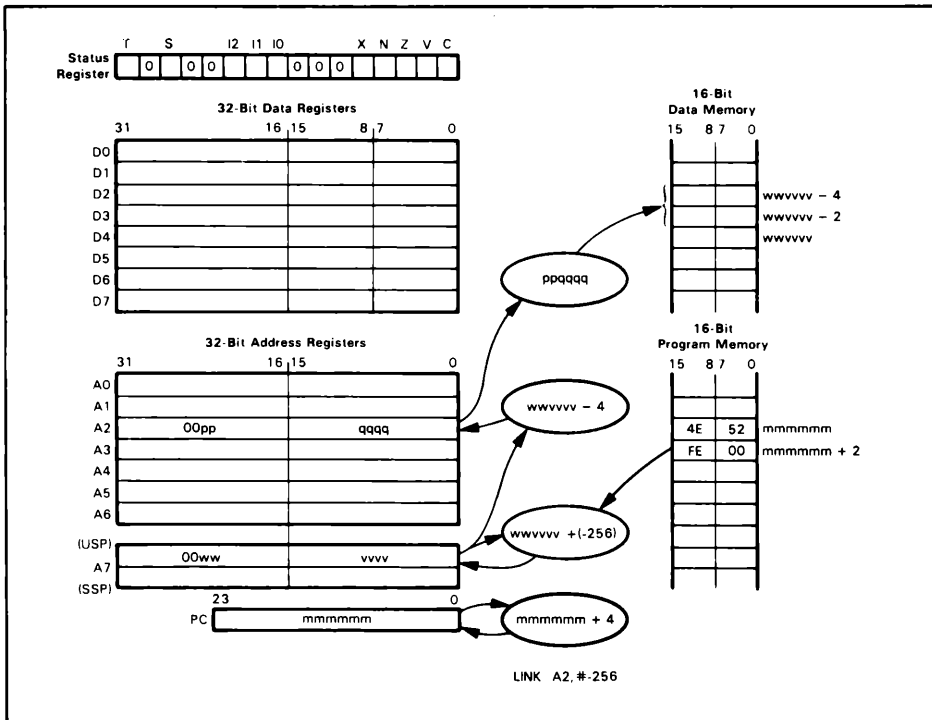 T S I2 I1 I0 X N Z V C
Status Register 0 0 0 0 0 0
32-Bit Data Registers
31 16 15 8 7 0
D0
D1
D2
D3
D4
D5
D6
D7
16-Bit
Data Memory
15 8 7 0
wwvvvv - 4
wwvvvv - 2
wwvvvv
ppqqqq
32-Bit Address Registers
31 16 15 0
A0
A1
A2 00pp qqqq
A3
A4
A5
A6
(USP)
A7 00ww vvvv
(SSP)
23 0
PC mmmmmm
wwvvvv - 4
wwvvvv +(-256)
mmmmmm + 4
16-Bit
Program Memory
15 8 7 0
4E 52 mmmmmm
FE 00 mmmmmm + 2
LINK A2, #-256